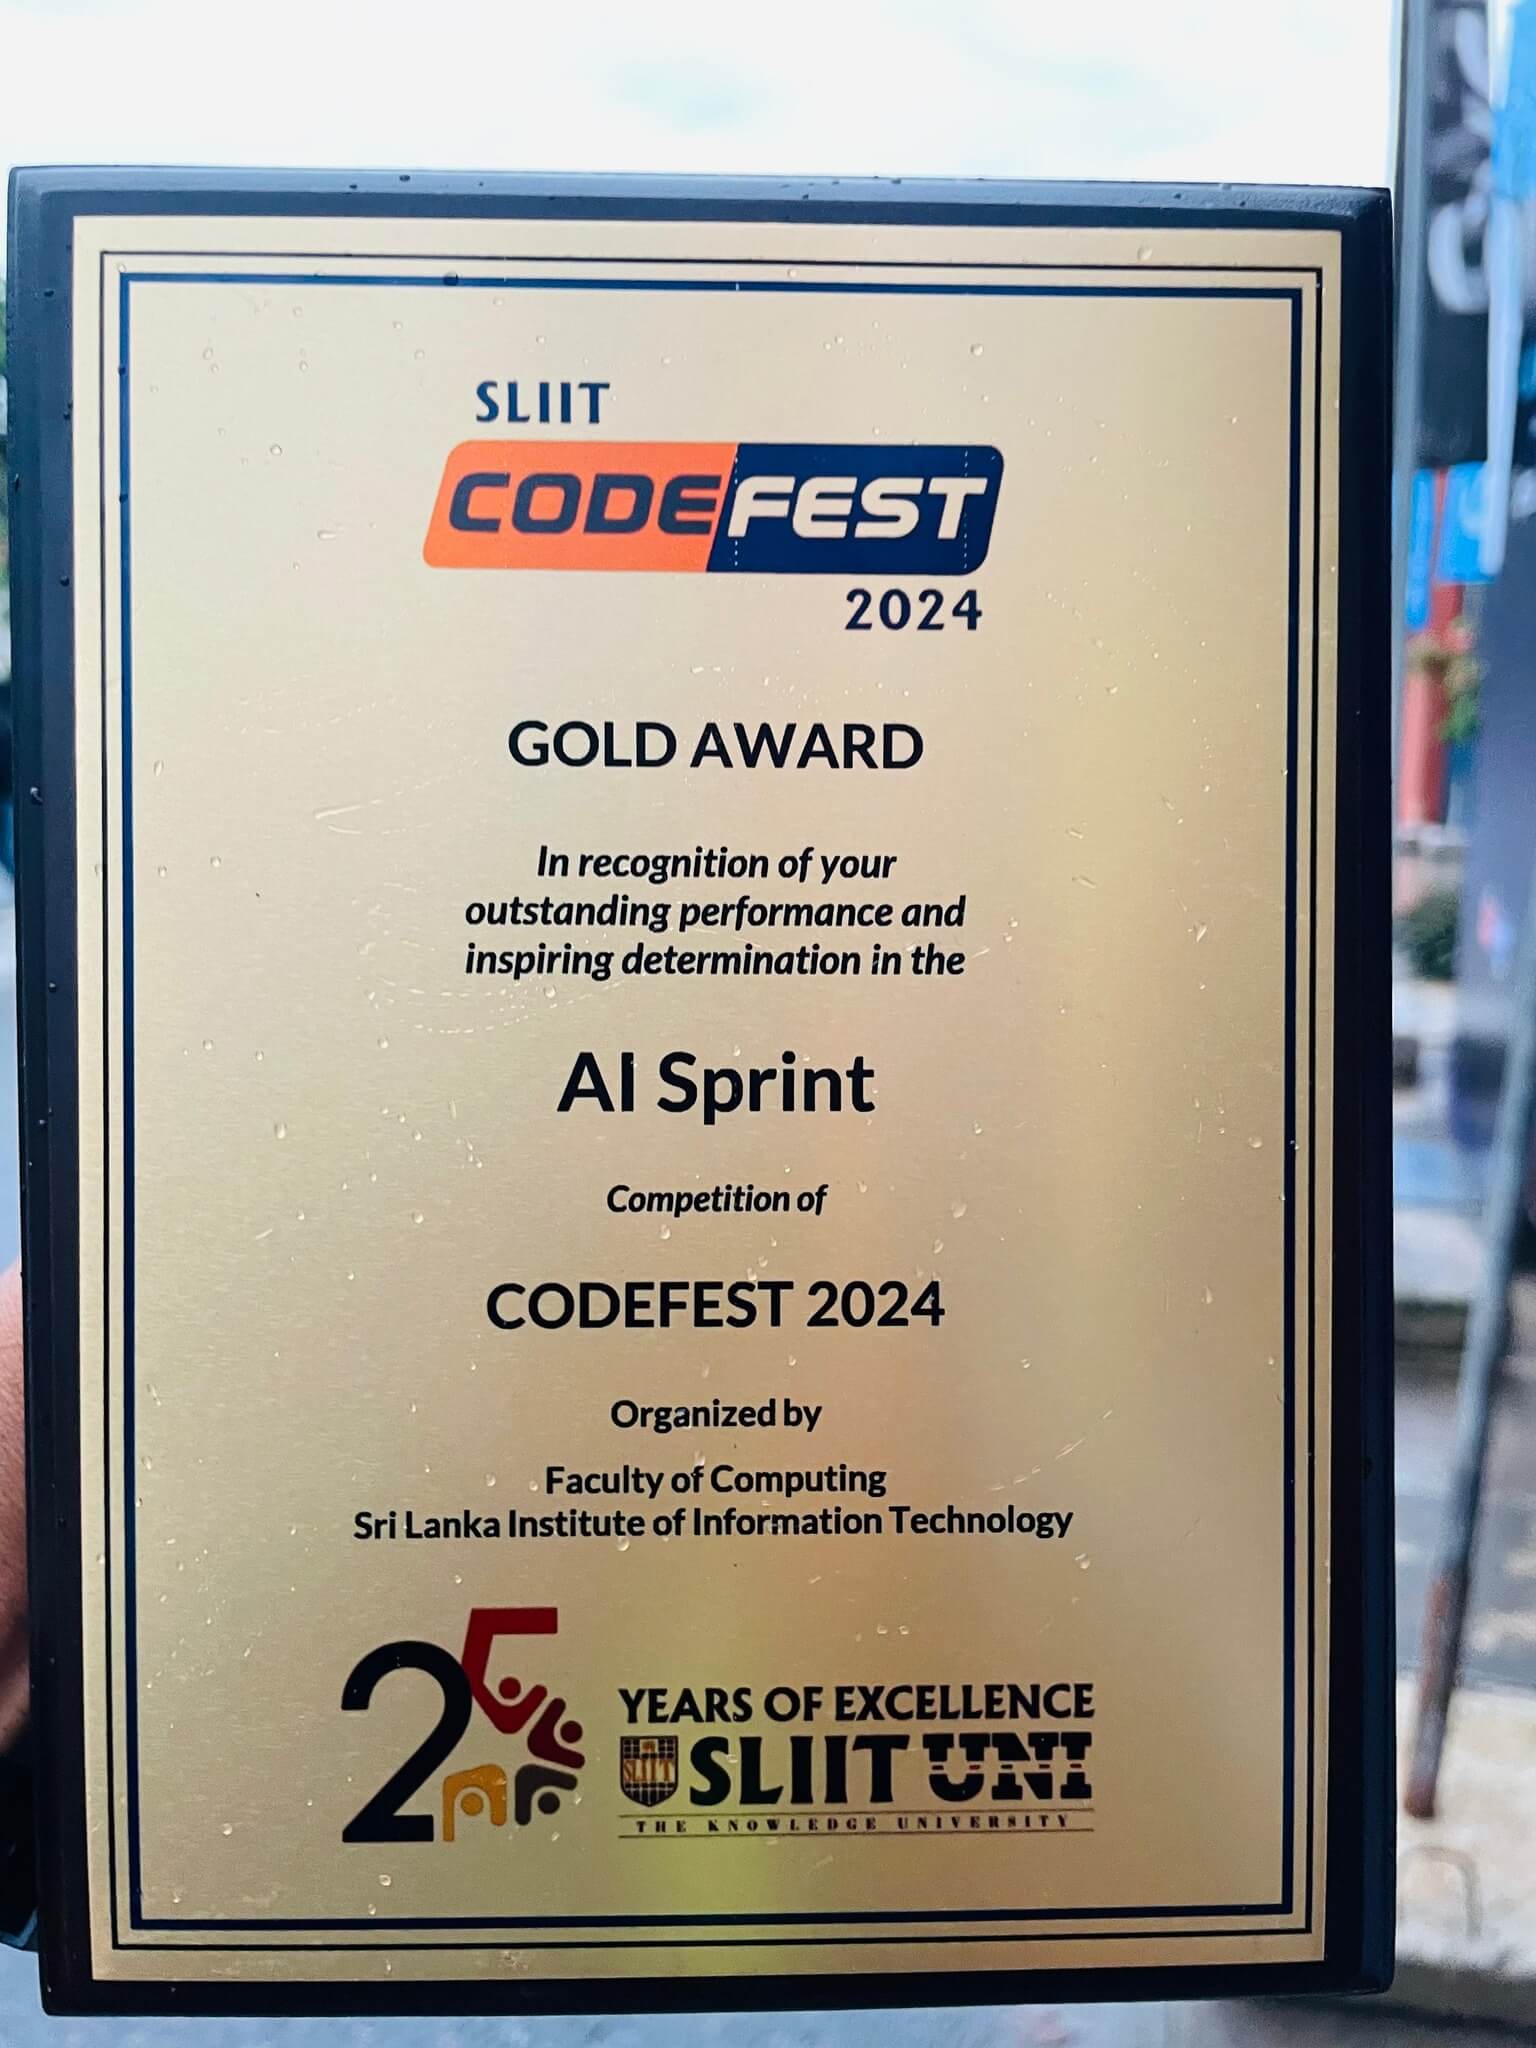 SLIIT
CODEFEST
2024
GOLD AWARD
In recognition of your
outstanding performance and
inspiring determination in the
AI Sprint
Competition of
CODEFEST 2024
Organized by
Faculty of Computing
Sri Lanka Institute of Information Technology
25
YEARS OF EXCELLENCE
SLIIT
SLIIT UNI
THE KNOWLEDGE UNIVERSITY